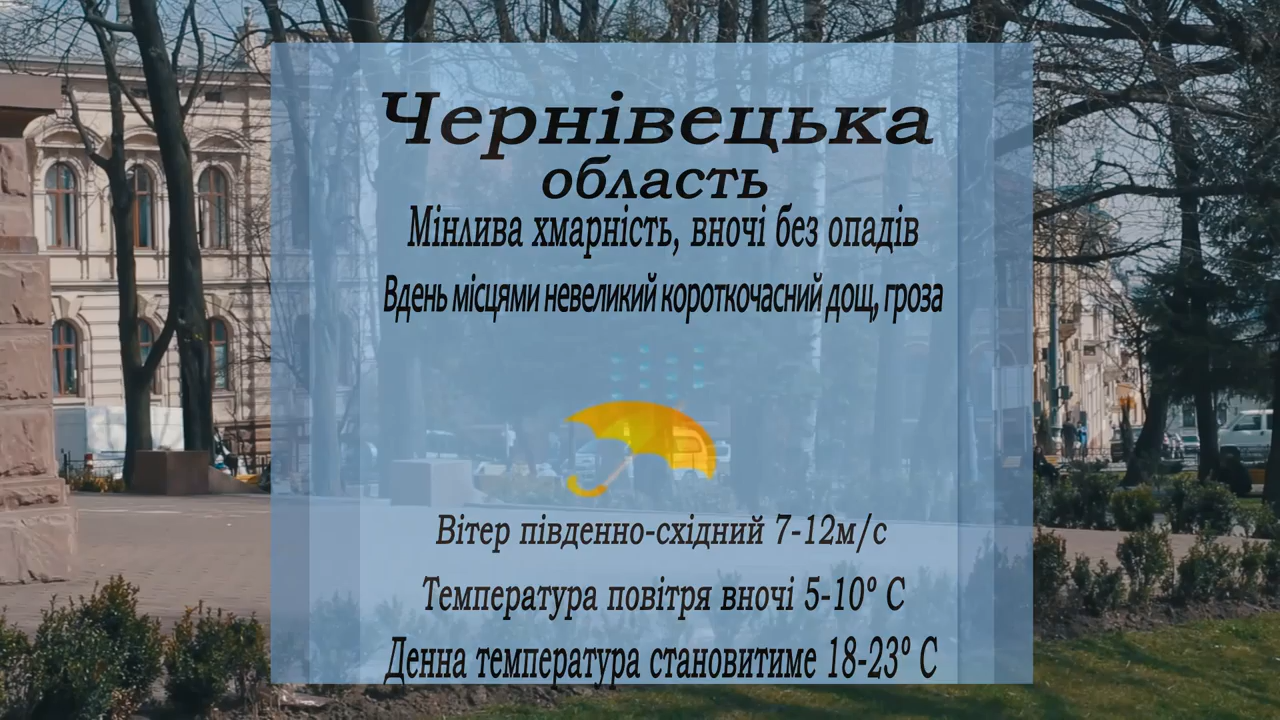 Чернівецька
область
Мінлива хмарність, вночі без опадів
Вдень місцями невеликий короткочасний дощ, гроза
Вітер південно-східний 7-12м/с
Температура повітря вночі 5-10° С
Денна температура становитиме 18-23° С